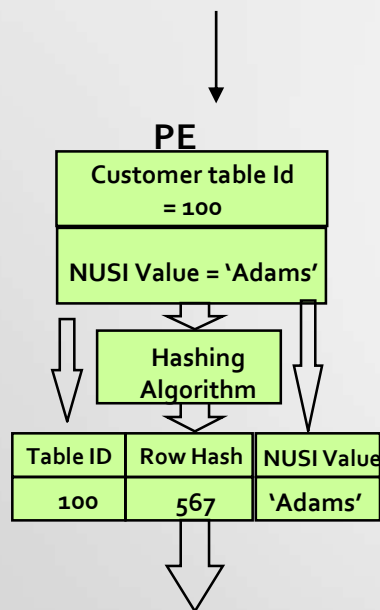 PE
Customer table Id
= 100
NUSI Value = ‘Adams’
Hashing
Algorithm
Table ID Row Hash NUSI Value
100 567 ‘Adams’